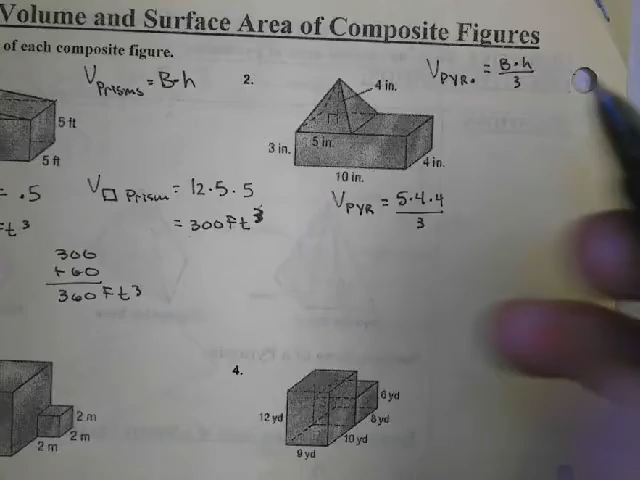 Volume and Surface Area of Composite Figures
of each composite figure.
V Prisms = B·h
2.
V PYR. = B·h / 3
4 in.
5 ft
5 ft
3 in.
5 in.
4 in.
10 in.
= .5
Ft³
V □ Prism = 12.5.5
= 300 Ft³
V PYR = 5·4·4 / 3
300
+60
360 Ft³
4.
2 m
2 m
2 m
12 yd
6 yd
8 yd
10 yd
9 yd